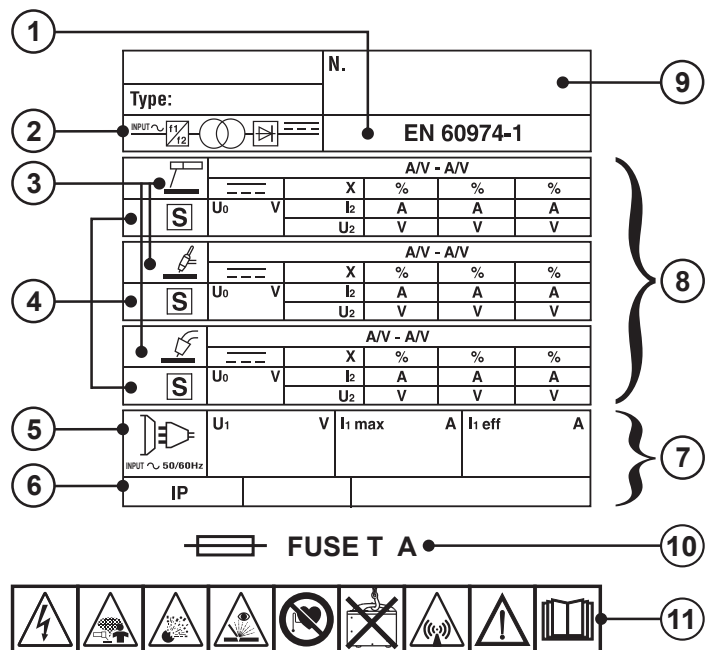 1
N.
9
Type:
2
INPUT ~ f1 f2
EN 60974-1
3
A/V - A/V
X % % %
S U0 V I2 A A A
U2 V V V
A/V - A/V
X % % %
4
8
S U0 V I2 A A A
U2 V V V
A/V - A/V
X % % %
S U0 V I2 A A A
U2 V V V
5
U1 V I1 max A I1 eff A
7
INPUT ~ 50/60Hz
6
IP
FUSE T A
10
11